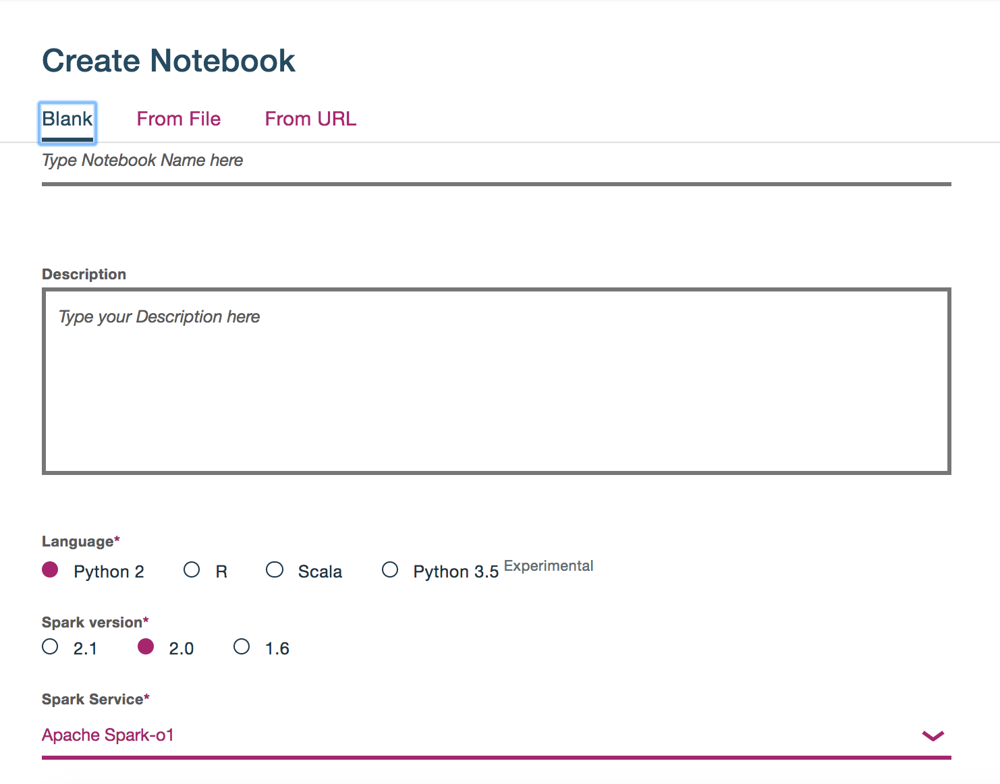 Create Notebook
Blank From File From URL
Type Notebook Name here
Description
Type your Description here
Language*
Python 2 R Scala Python 3.5 Experimental
Spark version*
2.1 2.0 1.6
Spark Service*
Apache Spark-o1